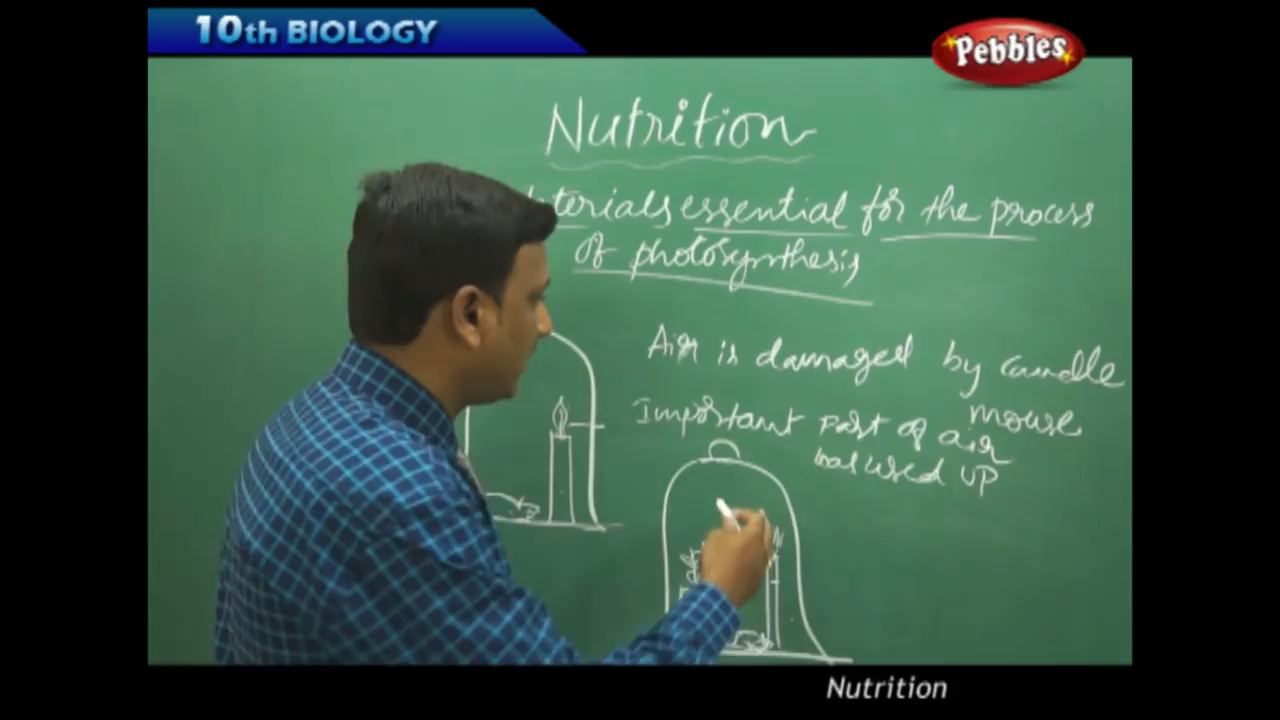 10th BIOLOGY
Pebbles
Nutrition
terials essential for the process
of photosynthesis
Air is damaged by candle
mouse
Important part of air
used up
Nutrition